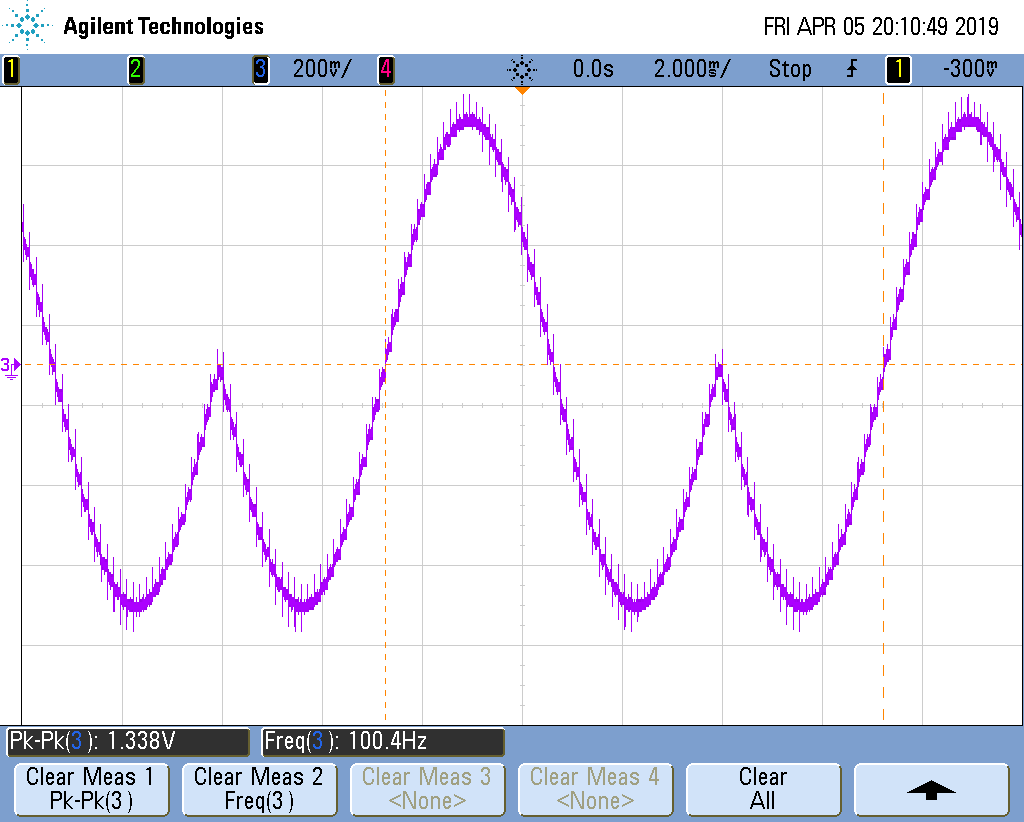 Agilent Technologies
FRI APR 05 20:10:49 2019
1 2 3 200mV/ 4 0.0s 2.000ms/ Stop 1 -300mV
3
Pk-Pk(3): 1.338V Freq(3): 100.4Hz
Clear Meas 1 Clear Meas 2 Clear Meas 3 Clear Meas 4 Clear
Pk-Pk(3) Freq(3) <None> <None> All